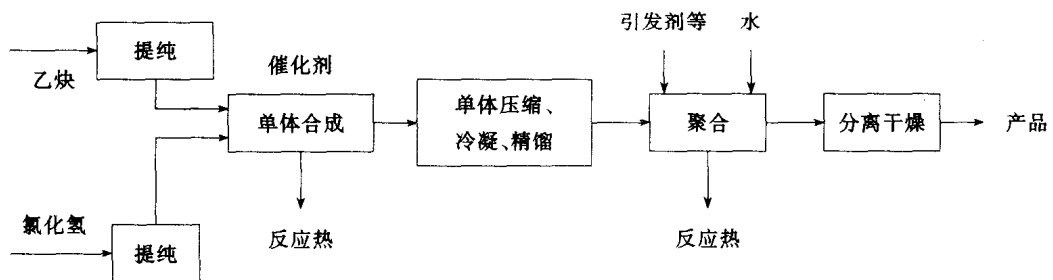 提纯
乙炔
催化剂
单体合成
反应热
氯化氢
提纯
单体压缩、
冷凝、精馏
引发剂等
水
聚合
反应热
分离干燥
产品